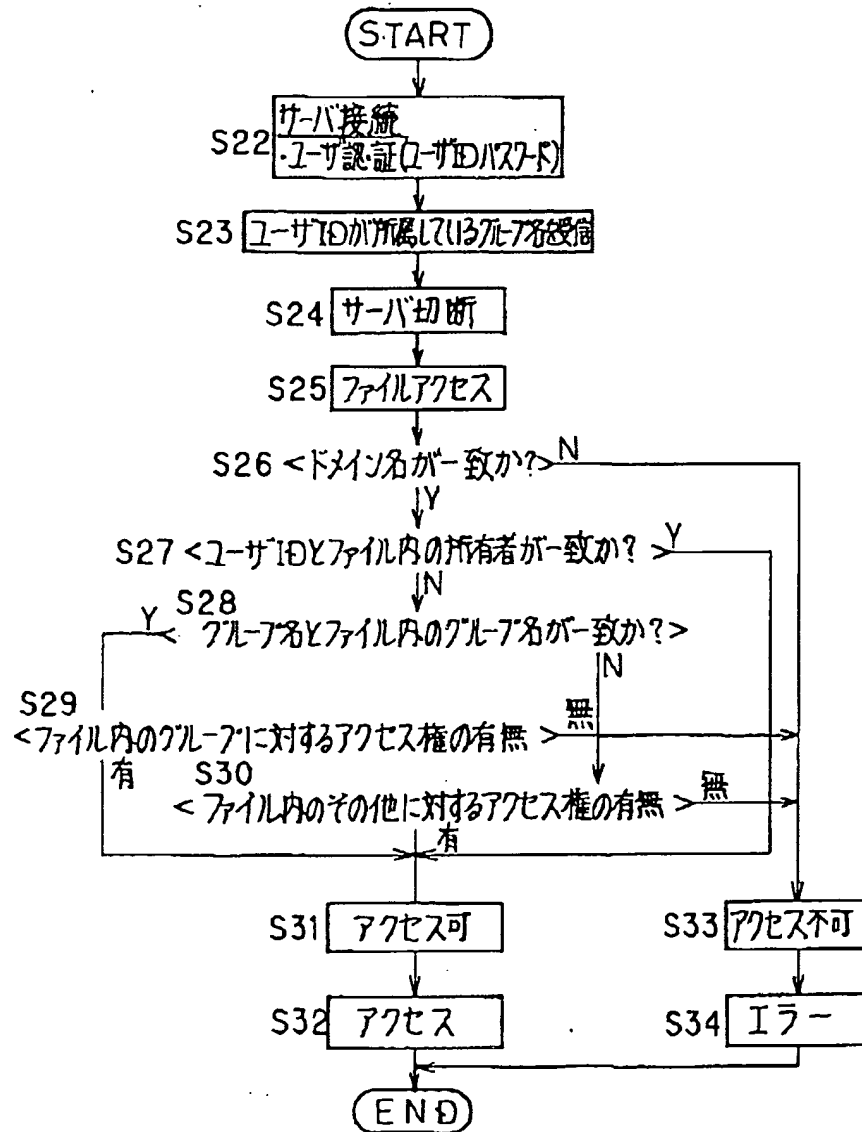 START
サーバ接続
S22 ・ユーザ認証(ユーザIDパスワード)
S23 ユーザIDが所属しているグループ名を受信
S24 サーバ切断
S25 ファイルアクセス
S26 <ドメイン名が一致か?> N
Y
S27 <ユーザIDとファイル内の所有者が一致か? > Y
N
S28
Y < グループ名とファイル内のグループ名が一致か?>
N
S29
<ファイル内のグループに対するアクセス権の有無 > 無
有
S30
< ファイル内のその他に対するアクセス権の有無 > 無
有
S31 アクセス可
S33 アクセス不可
S32 アクセス
S34 エラー
END